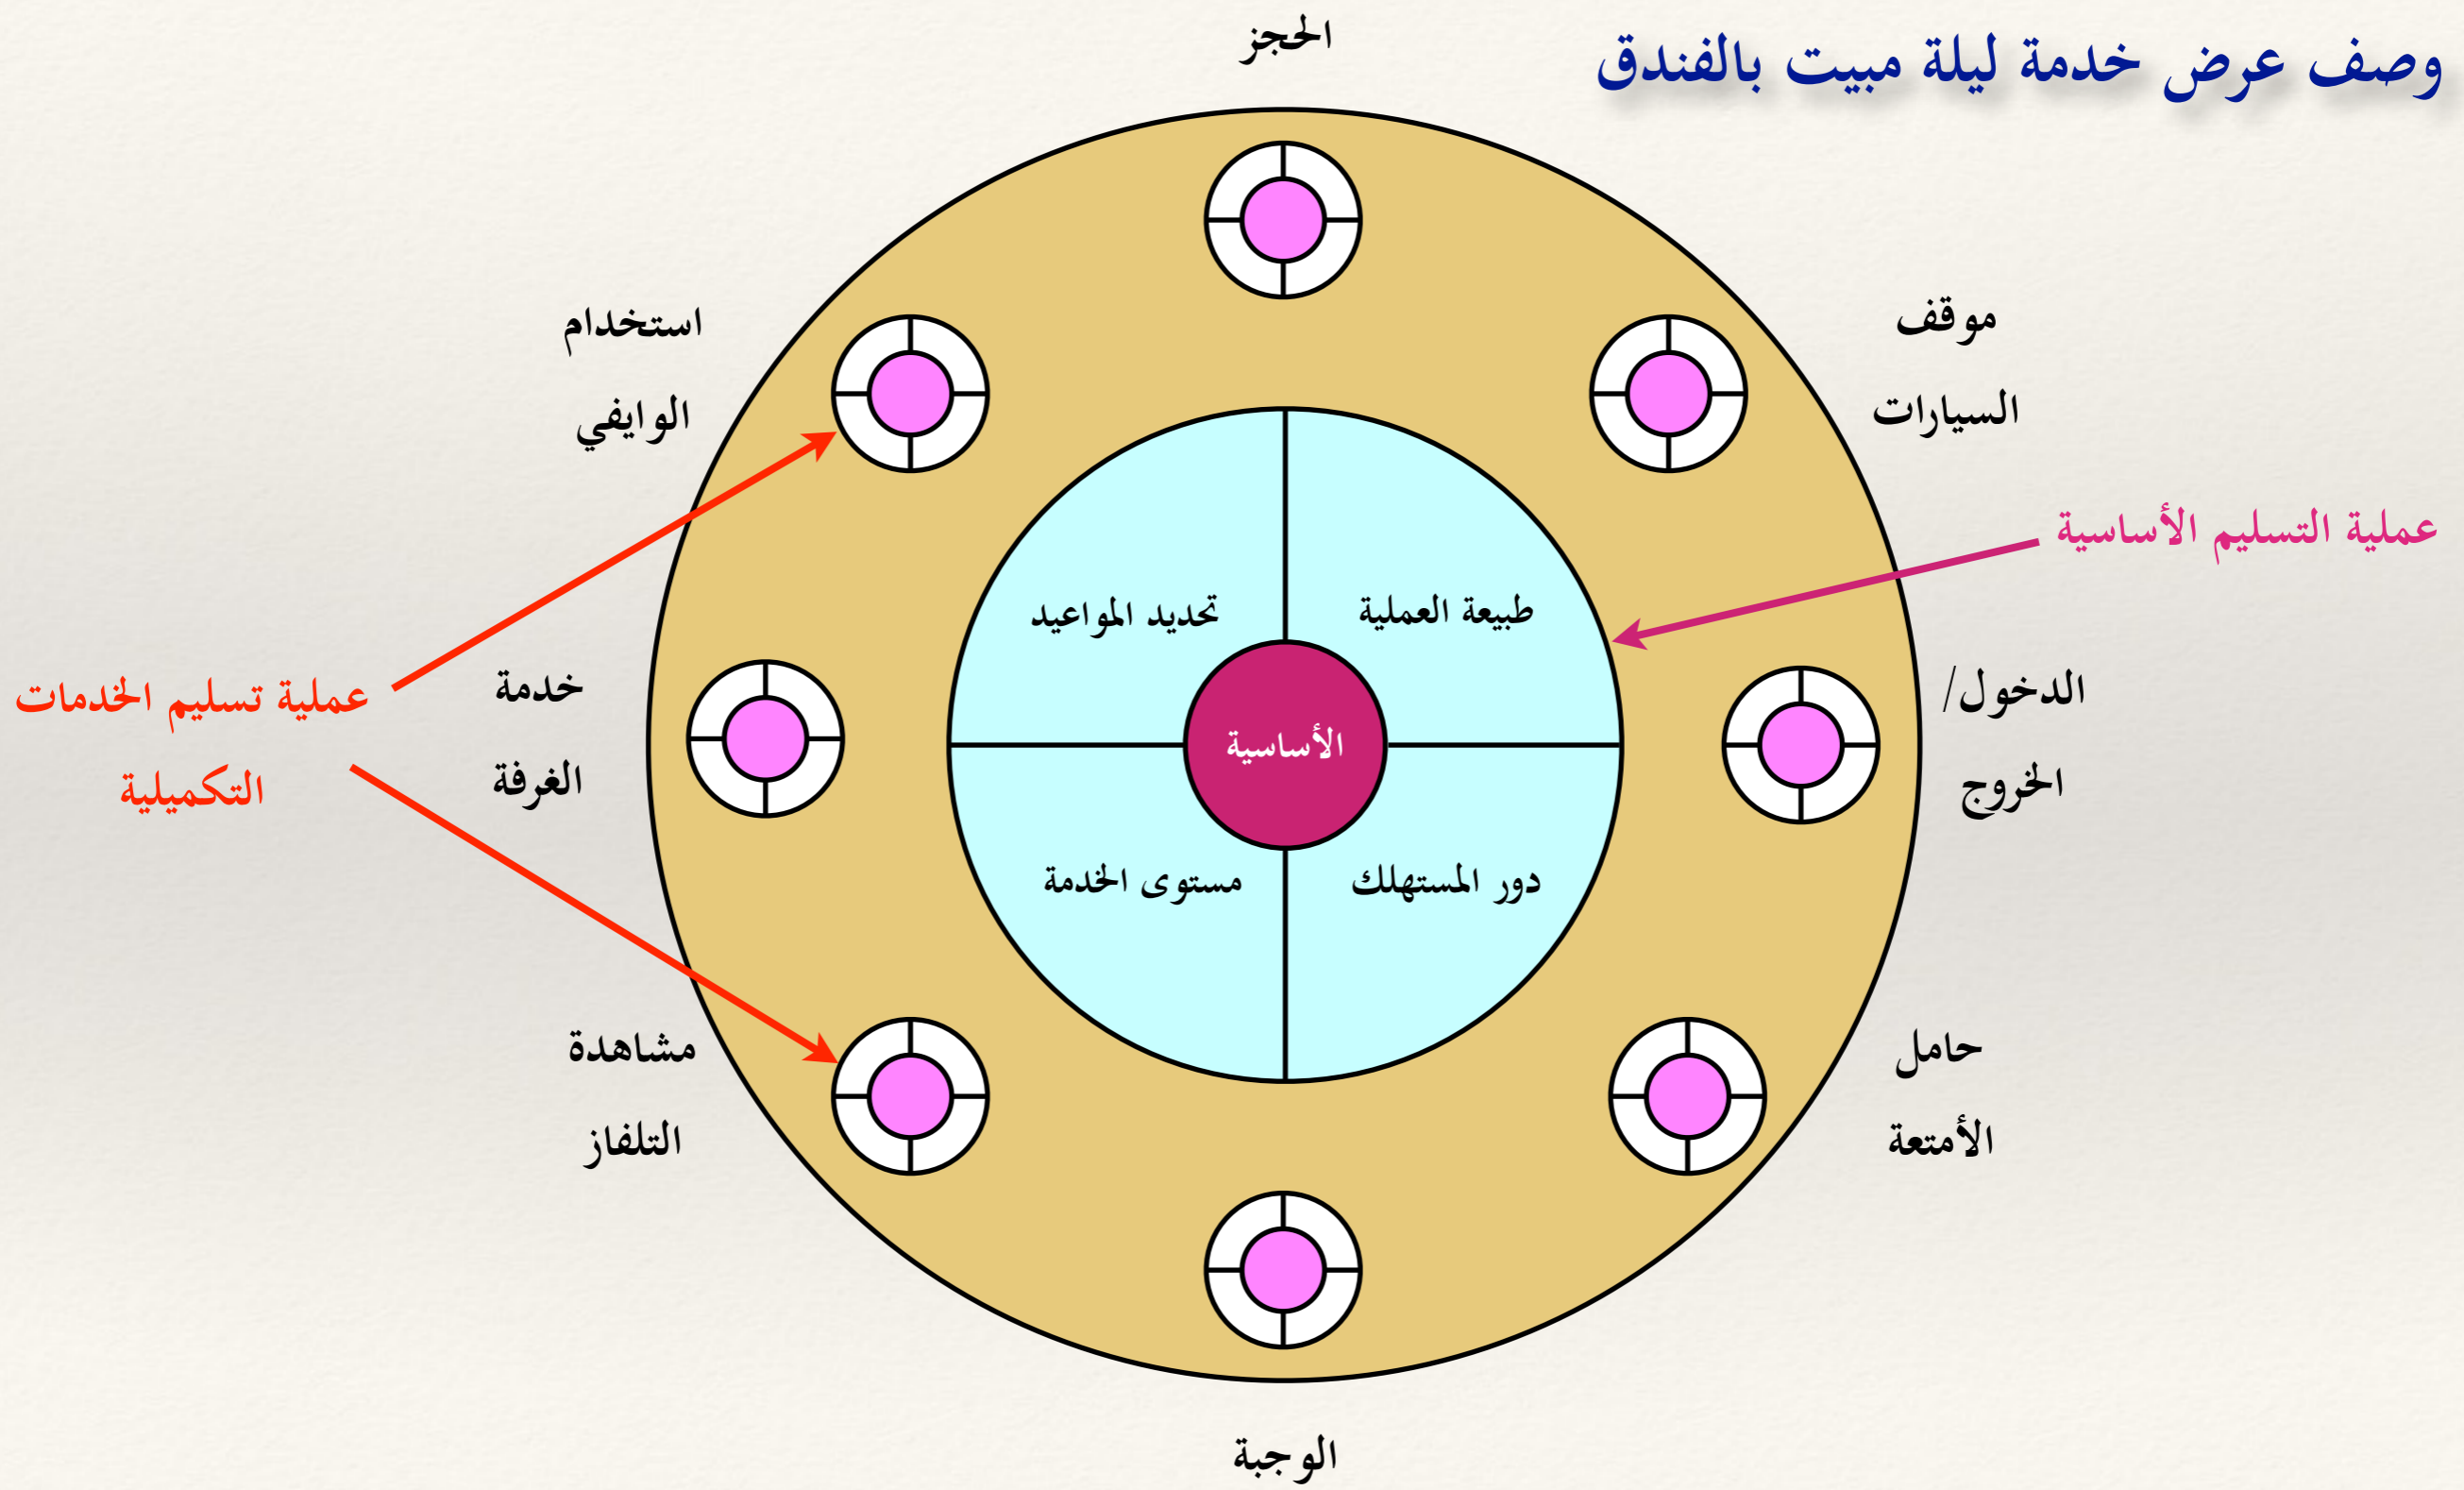 وصف عرض خدمة ليلة مبيت بالفندق
الحجز
موقف
السيارات
استخدام
الوايفي
عملية التسليم الأساسية
طبيعة العملية
تحديد المواعيد
الدخول/
الخروج
الأساسية
خدمة
الغرفة
عملية تسليم الخدمات
التكميلية
دور المستهلك
مستوى الخدمة
حامل
الأمتعة
مشاهدة
التلفاز
الوجبة